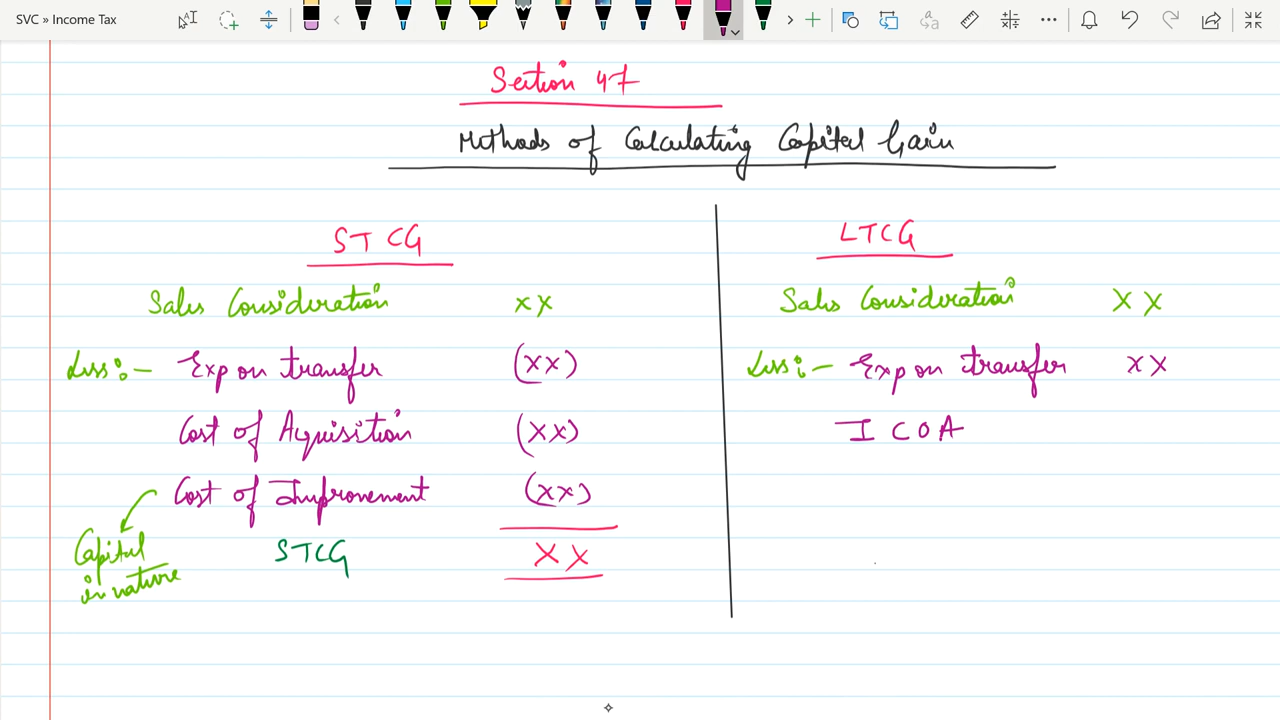 SVC » Income Tax
Section 47
Methods of Calculating Capital Gain
STCG
Sales Consideration XX
Less:- Exp on transfer (XX)
Cost of Aquisition (XX)
Cost of Improvement (XX)
Capital in nature
STCG XX
LTCG
Sales Consideration XX
Less:- Exp on transfer XX
I C O A